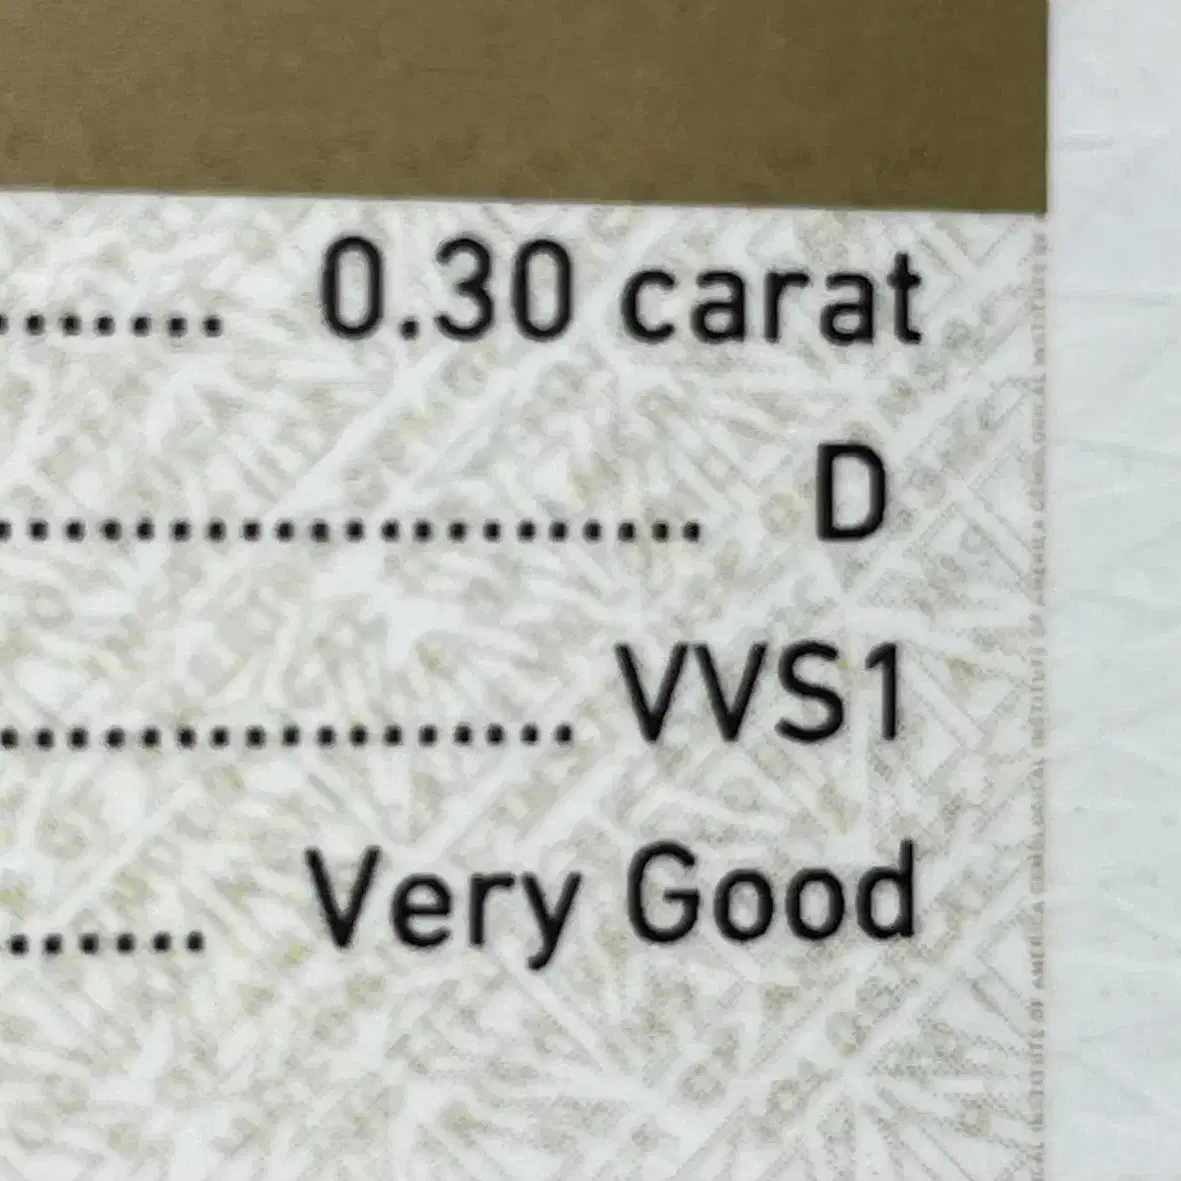 ....... 0.30 carat
.................... D
................. VVS1
...... Very Good